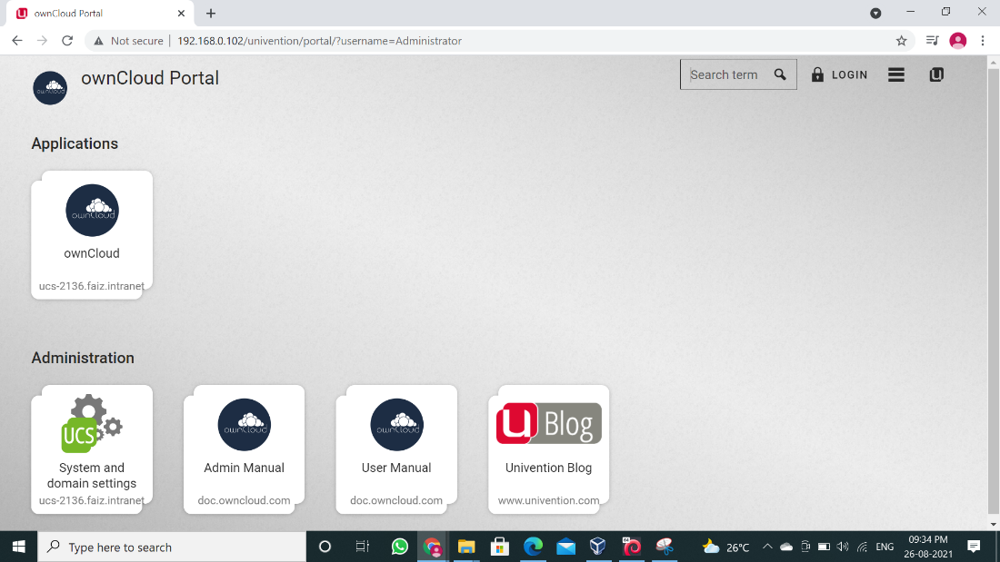 ownCloud Portal
Not secure 192.168.0.102/univention/portal/?username=Administrator
ownCloud
ownCloud Portal
Search term
LOGIN
Applications
ownCloud
ownCloud
ucs-2136.faiz.intranet
Administration
UCS
System and
domain settings
ucs-2136.faiz.intranet
ownCloud
Admin Manual
doc.owncloud.com
ownCloud
User Manual
doc.owncloud.com
Blog
Univention Blog
www.univention.com
Type here to search
26°C
ENG
09:34 PM
26-08-2021